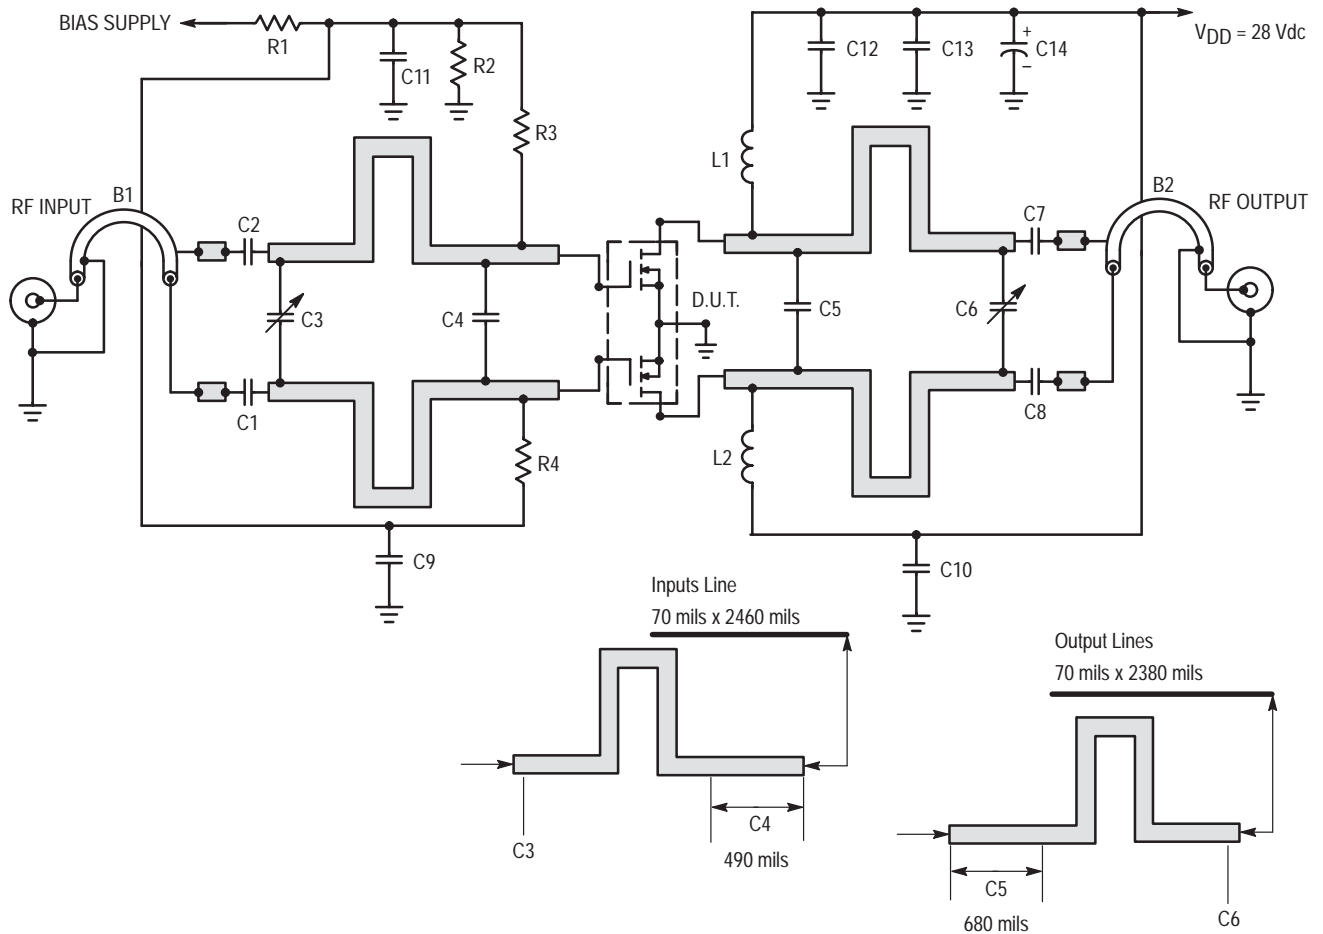 BIAS SUPPLY
R1
C11
R2
R3
C12
C13
+
C14
–
VDD = 28 Vdc
L1
RF INPUT
B1
C2
C7
B2
RF OUTPUT
C3
C4
D.U.T.
C5
C6
C1
C8
R4
L2
C9
C10
Inputs Line
70 mils x 2460 mils
Output Lines
70 mils x 2380 mils
C3
C4
490 mils
C5
680 mils
C6